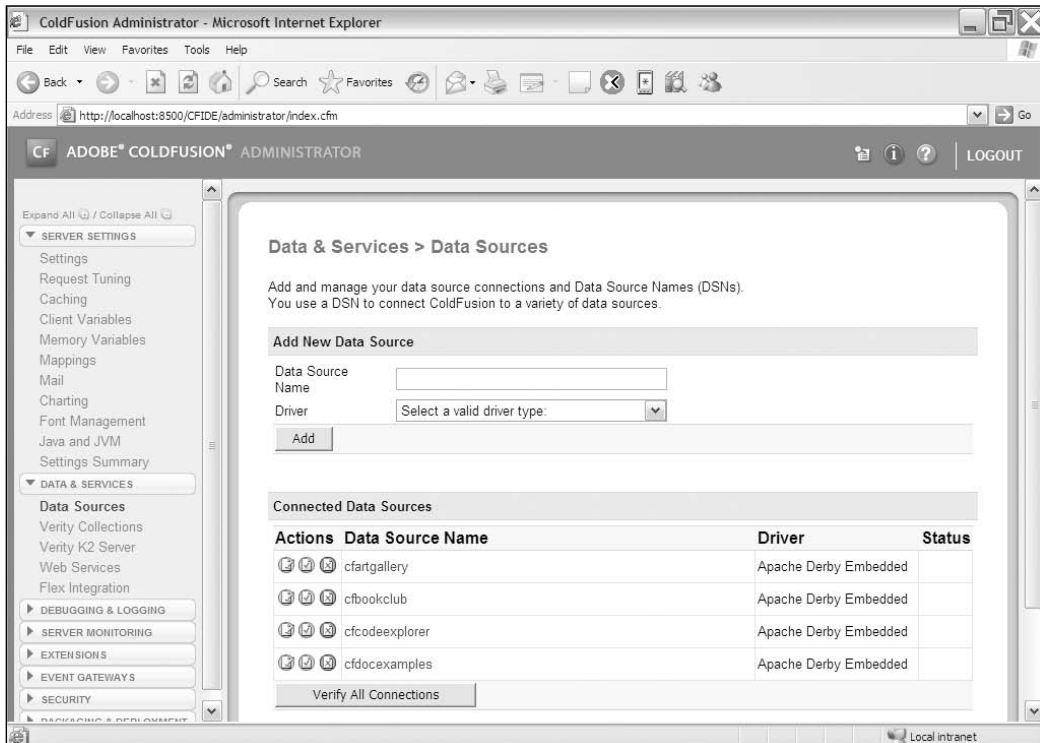 ColdFusion Administrator - Microsoft Internet Explorer
File Edit View Favorites Tools Help
Back Search Favorites
Address http://localhost:8500/CFIDE/administrator/index.cfm Go
CF ADOBE® COLDFUSION® ADMINISTRATOR LOGOUT
Expand All / Collapse All
SERVER SETTINGS
Settings
Request Tuning
Caching
Client Variables
Memory Variables
Mappings
Mail
Charting
Font Management
Java and JVM
Settings Summary
DATA & SERVICES
Data Sources
Verity Collections
Verity K2 Server
Web Services
Flex Integration
DEBUGGING & LOGGING
SERVER MONITORING
EXTENSIONS
EVENT GATEWAYS
SECURITY
PACKAGING & DEPLOYMENT
Data & Services > Data Sources
Add and manage your data source connections and Data Source Names (DSNs).
You use a DSN to connect ColdFusion to a variety of data sources.
Add New Data Source
Data Source
Name
Driver Select a valid driver type:
Add
Connected Data Sources
Actions Data Source Name Driver Status
cfartgallery Apache Derby Embedded
cfbookclub Apache Derby Embedded
cfcodeexplorer Apache Derby Embedded
cfdocexamples Apache Derby Embedded
Verify All Connections
Local intranet